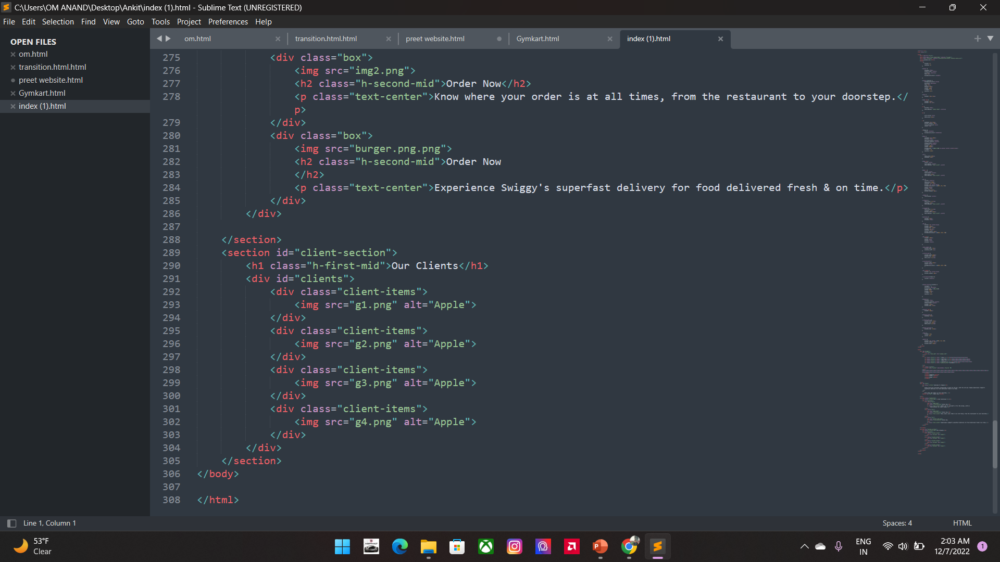 C:\Users\OM ANAND\Desktop\Ankit\index (1).html - Sublime Text (UNREGISTERED)
File Edit Selection Find View Goto Tools Project Preferences Help
OPEN FILES
om.html
transition.html.html
preet website.html
Gymkart.html
index (1).html
om.html transition.html.html preet website.html Gymkart.html index (1).html
275 <div class="box">
276 <img src="img2.png">
277 <h2 class="h-second-mid">Order Now</h2>
278 <p class="text-center">Know where your order is at all times, from the restaurant to your doorstep.</
p>
279 </div>
280 <div class="box">
281 <img src="burger.png.png">
282 <h2 class="h-second-mid">Order Now
283 </h2>
284 <p class="text-center">Experience Swiggy's superfast delivery for food delivered fresh & on time.</p>
285 </div>
286 </div>
287
288 </section>
289 <section id="client-section">
290 <h1 class="h-first-mid">Our Clients</h1>
291 <div id="clients">
292 <div class="client-items">
293 <img src="g1.png" alt="Apple">
294 </div>
295 <div class="client-items">
296 <img src="g2.png" alt="Apple">
297 </div>
298 <div class="client-items">
299 <img src="g3.png" alt="Apple">
300 </div>
301 <div class="client-items">
302 <img src="g4.png" alt="Apple">
303 </div>
304 </div>
305 </section>
306 </body>
307
308 </html>
Line 1, Column 1 Spaces: 4 HTML
53°F
Clear
ENG
IN
2:03 AM
12/7/2022
1